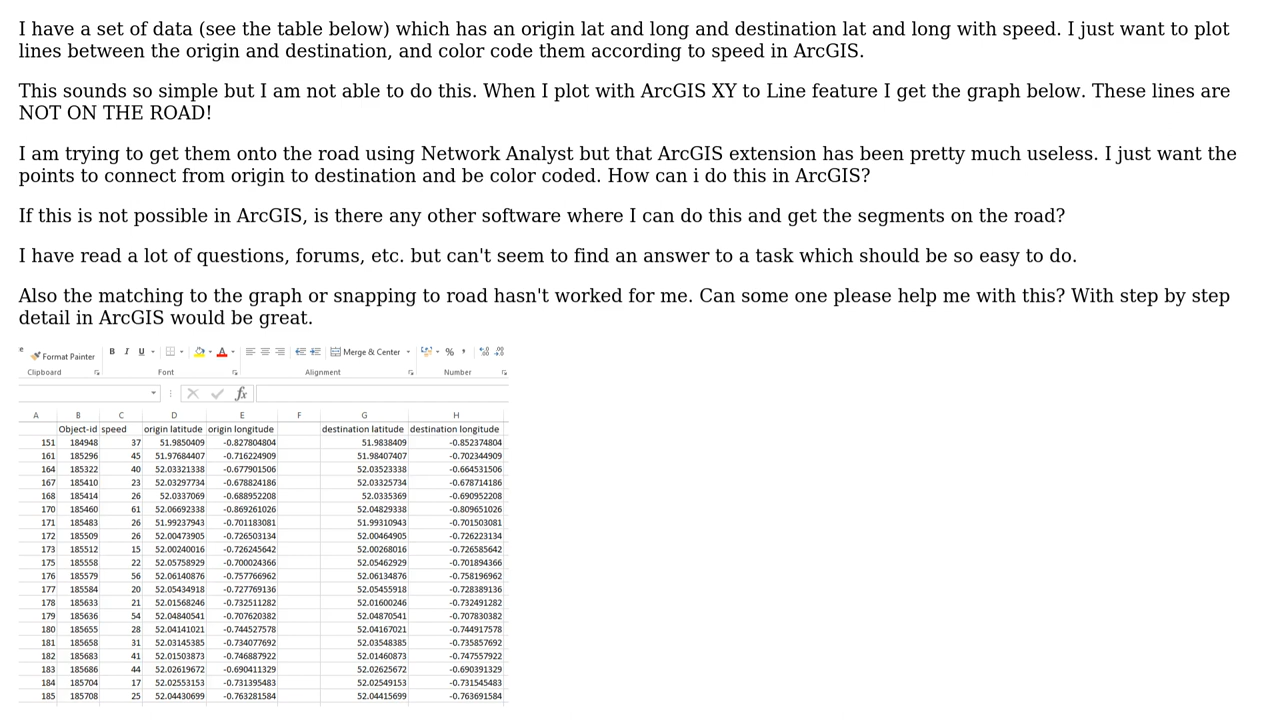 I have a set of data (see the table below) which has an origin lat and long and destination lat and long with speed. I just want to plot
lines between the origin and destination, and color code them according to speed in ArcGIS.
This sounds so simple but I am not able to do this. When I plot with ArcGIS XY to Line feature I get the graph below. These lines are
NOT ON THE ROAD!
I am trying to get them onto the road using Network Analyst but that ArcGIS extension has been pretty much useless. I just want the
points to connect from origin to destination and be color coded. How can i do this in ArcGIS?
If this is not possible in ArcGIS, is there any other software where I can do this and get the segments on the road?
I have read a lot of questions, forums, etc. but can't seem to find an answer to a task which should be so easy to do.
Also the matching to the graph or snapping to road hasn't worked for me. Can some one please help me with this? With step by step
detail in ArcGIS would be great.
Format Painter B I U A Merge & Center % ,
Clipboard Font Alignment Number
fx
A B C D E F G H
Object-id speed origin latitude origin longitude destination latitude destination longitude
151 184948 37 51.9850409 -0.827804804 51.9838409 -0.852374804
161 185296 45 51.97684407 -0.716224909 51.98407407 -0.702344909
164 185322 40 52.03321338 -0.677901506 52.03523338 -0.664531506
167 185410 23 52.03297734 -0.678824186 52.03325734 -0.678714186
168 185414 26 52.0337069 -0.688952208 52.0335369 -0.690952208
170 185460 61 52.06692338 -0.869261026 52.04829338 -0.809651026
171 185483 26 51.99237943 -0.701183081 51.99310943 -0.701503081
172 185509 26 52.00473905 -0.726503134 52.00464905 -0.726223134
173 185512 15 52.00240016 -0.726245642 52.00268016 -0.726585642
175 185558 22 52.05758929 -0.700024366 52.05462929 -0.701894366
176 185579 56 52.06140876 -0.757766962 52.06134876 -0.758196962
177 185584 20 52.05434918 -0.727769136 52.05455918 -0.728389136
178 185633 21 52.01568246 -0.732511282 52.01600246 -0.732491282
179 185636 54 52.04840541 -0.707620382 52.04870541 -0.707830382
180 185655 28 52.04141021 -0.744527578 52.04167021 -0.744917578
181 185658 31 52.03145385 -0.734077692 52.03548385 -0.735857692
182 185683 41 52.01503873 -0.746887922 52.01460873 -0.747557922
183 185686 44 52.02619672 -0.690411329 52.02625672 -0.690391329
184 185704 17 52.02553153 -0.731395483 52.02549153 -0.731545483
185 185708 25 52.04430699 -0.763281584 52.04415699 -0.763691584